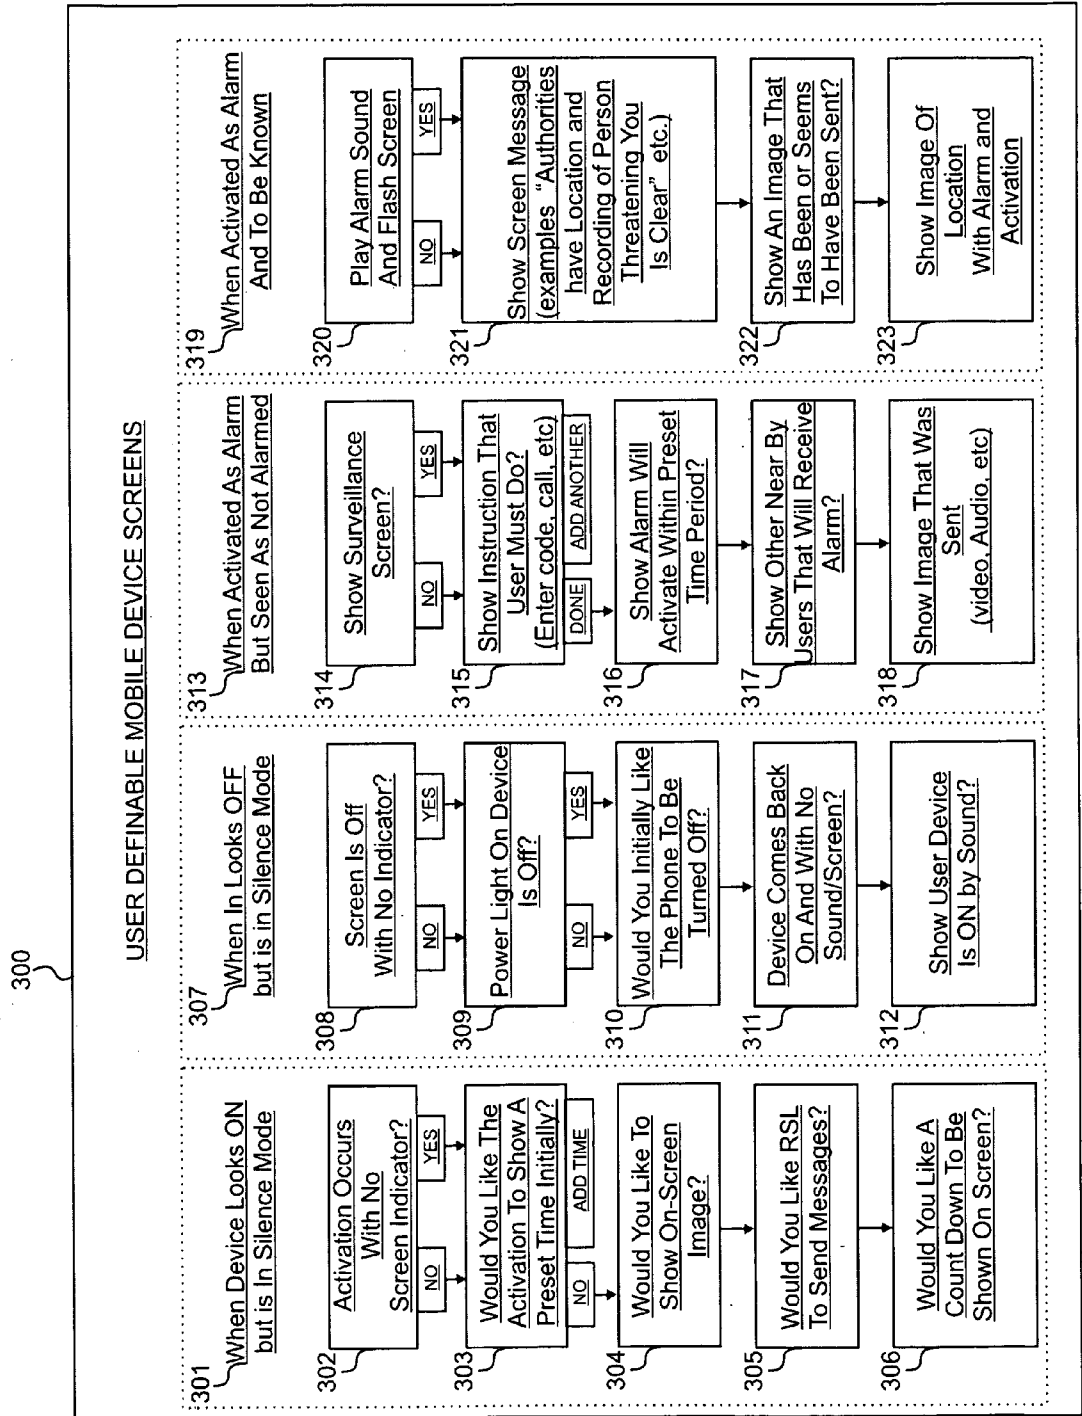 300
USER DEFINABLE MOBILE DEVICE SCREENS
301
When Device Looks ON
but is In Silence Mode
302
Activation Occurs
With No
Screen Indicator?
NO
YES
303
Would You Like The
Activation To Show A
Preset Time Initially?
NO
ADD TIME
304
Would You Like To
Show On-Screen
Image?
305
Would You Like RSL
To Send Messages?
306
Would You Like A
Count Down To Be
Shown On Screen?
307
When In Looks OFF
but is in Silence Mode
308
Screen Is Off
With No Indicator?
NO
YES
309
Power Light On Device
Is Off?
NO
YES
310
Would You Initially Like
The Phone To Be
Turned Off?
311
Device Comes Back
On And With No
Sound/Screen?
312
Show User Device
Is ON by Sound?
313
When Activated As Alarm
But Seen As Not Alarmed
314
Show Surveillance
Screen?
NO
YES
315
Show Instruction That
User Must Do?
(Enter code, call, etc)
DONE
ADD ANOTHER
316
Show Alarm Will
Activate Within Preset
Time Period?
317
Show Other Near By
Users That Will Receive
Alarm?
318
Show Image That Was
Sent
(video, Audio, etc)
319
When Activated As Alarm
And To Be Known
320
Play Alarm Sound
And Flash Screen
NO
YES
321
Show Screen Message
(examples "Authorities
have Location and
Recording of Person
Threatening You
Is Clear" etc.)
322
Show An Image That
Has Been or Seems
To Have Been Sent?
323
Show Image Of
Location
With Alarm and
Activation